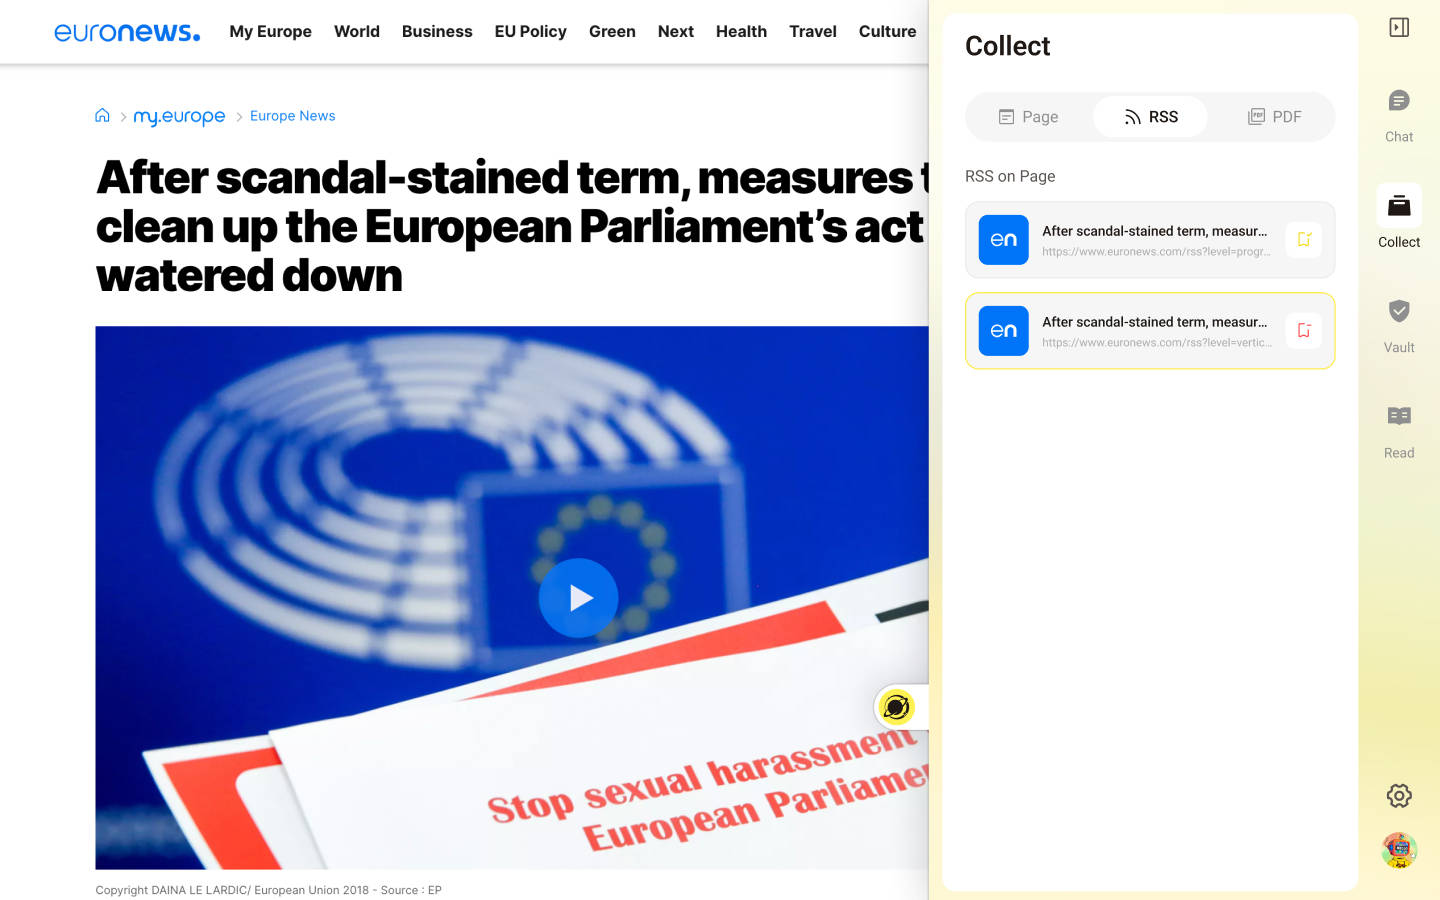 euronews.
My Europe World Business EU Policy Green Next Health Travel Culture
my.europe Europe News
After scandal-stained term, measures
clean up the European Parliament’s act
watered down
Stop sexual harassment
European
Copyright DAINA LE LARDIC/ European Union 2018 - Source : EP
Collect
Page RSS PDF
RSS on Page
en
After scandal-stained term, measur...
https://www.euronews.com/rss?level=progr...
en
After scandal-stained term, measur...
https://www.euronews.com/rss?level=vertic...
Chat
Collect
Vault
Read